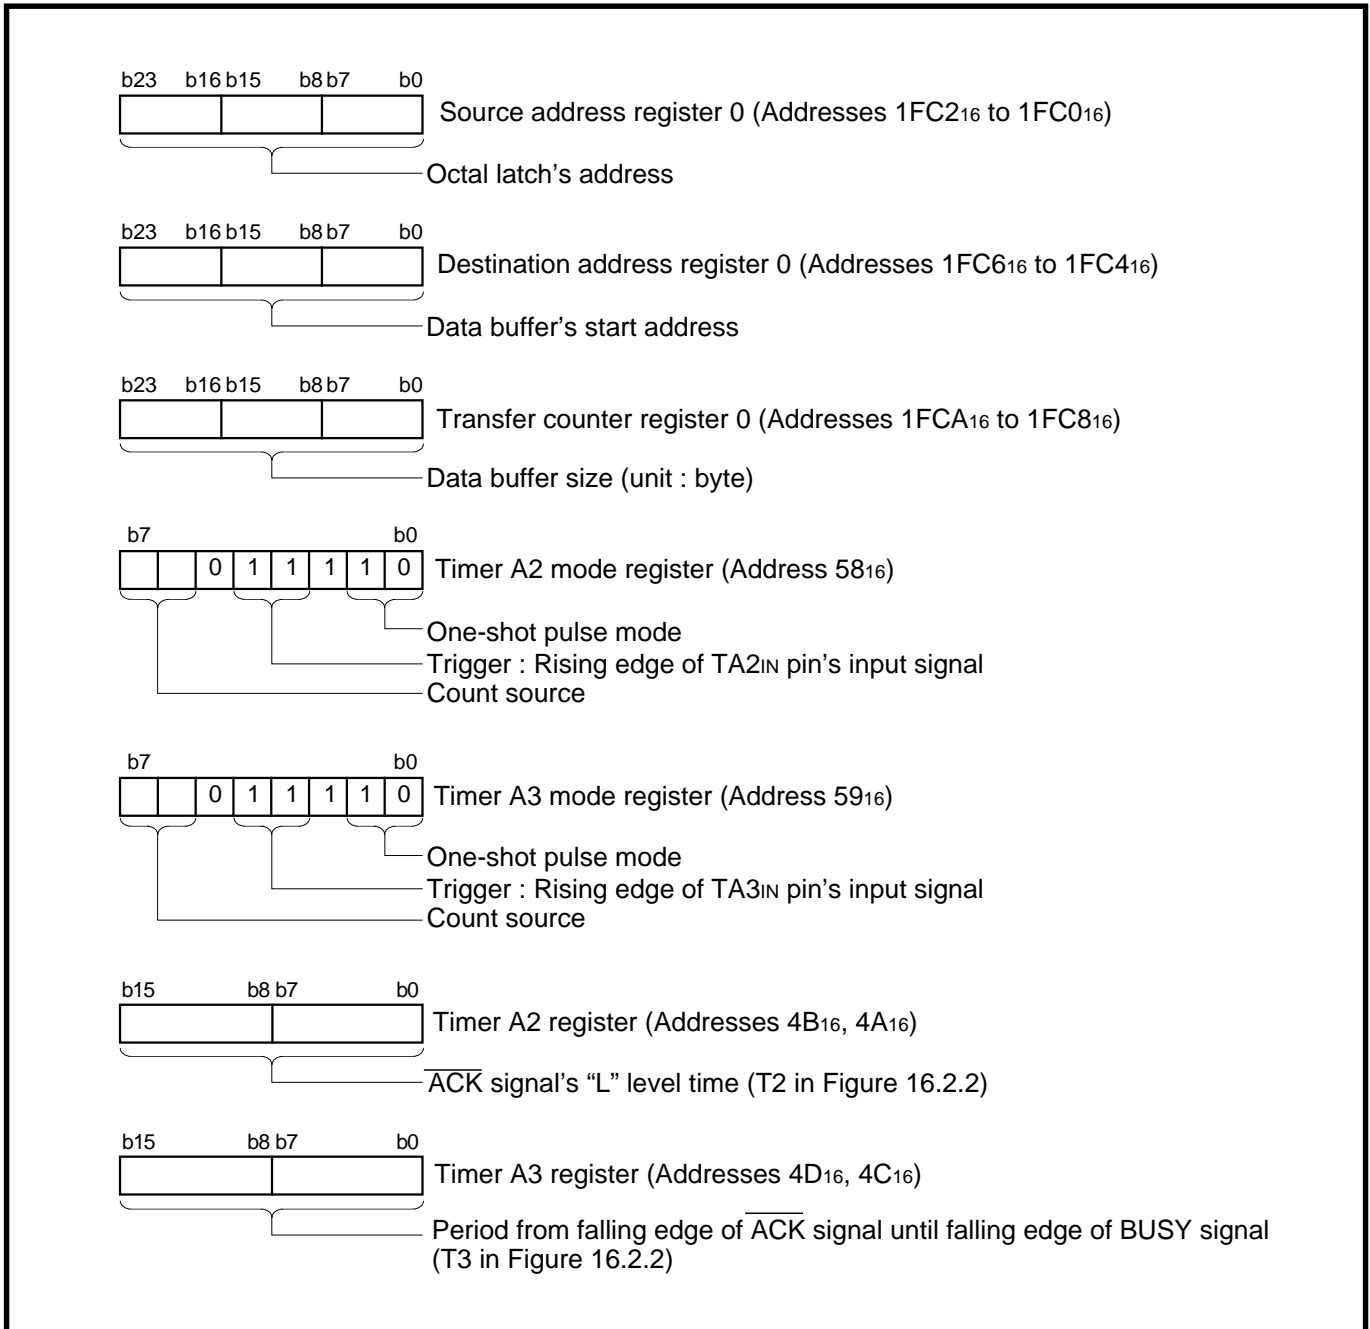 b23 b16 b15 b8 b7 b0
Source address register 0 (Addresses 1FC216 to 1FC016)
Octal latch’s address
b23 b16 b15 b8 b7 b0
Destination address register 0 (Addresses 1FC616 to 1FC416)
Data buffer’s start address
b23 b16 b15 b8 b7 b0
Transfer counter register 0 (Addresses 1FCA16 to 1FC816)
Data buffer size (unit : byte)
b7 b0
0 1 1 1 1 0 Timer A2 mode register (Address 5816)
One-shot pulse mode
Trigger : Rising edge of TA2IN pin’s input signal
Count source
b7 b0
0 1 1 1 1 0 Timer A3 mode register (Address 5916)
One-shot pulse mode
Trigger : Rising edge of TA3IN pin’s input signal
Count source
b15 b8 b7 b0
Timer A2 register (Addresses 4B16, 4A16)
ACK signal’s “L” level time (T2 in Figure 16.2.2)
b15 b8 b7 b0
Timer A3 register (Addresses 4D16, 4C16)
Period from falling edge of ACK signal until falling edge of BUSY signal
(T3 in Figure 16.2.2)